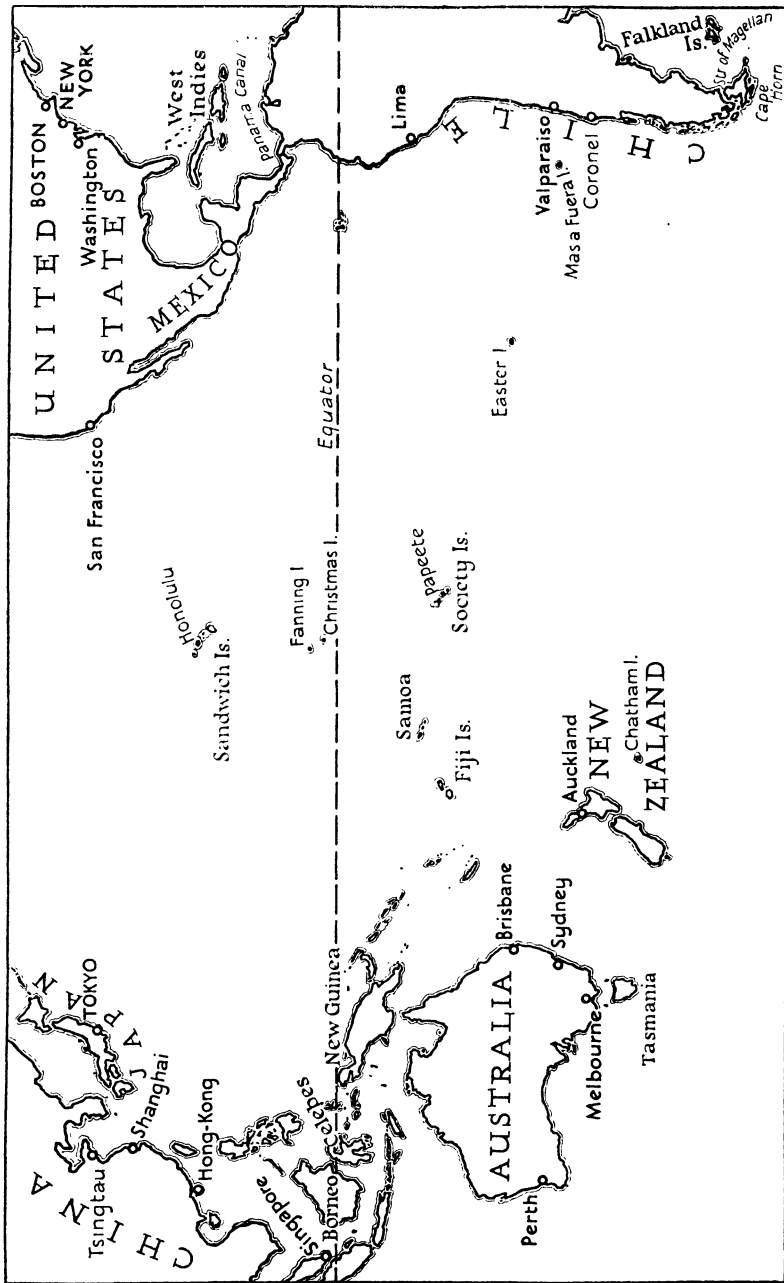 CHINA
JAPAN
TOKYO
Tsingtau
Shanghai
Hong-Kong
Singapore
Borneo
Celepes
New Guinea
AUSTRALIA
Perth
Brisbane
Sydney
Melbourne
Tasmania
Auckland
NEW
ZEALAND
Chatham I.
Fiji Is.
Samoa
Papeete
Society Is.
Fanning I
Christmas I.
Honolulu
Sandwich Is.
Equator
Easter I.
San Francisco
UNITED
STATES
BOSTON
NEW
YORK
Washington
MEXICO
West
Indies
Panama Canal
Lima
CHILE
Valparaiso
Mas a Fuera I.
Coronel
Falkland
Is.
Str of Magellan
Cape
Horn